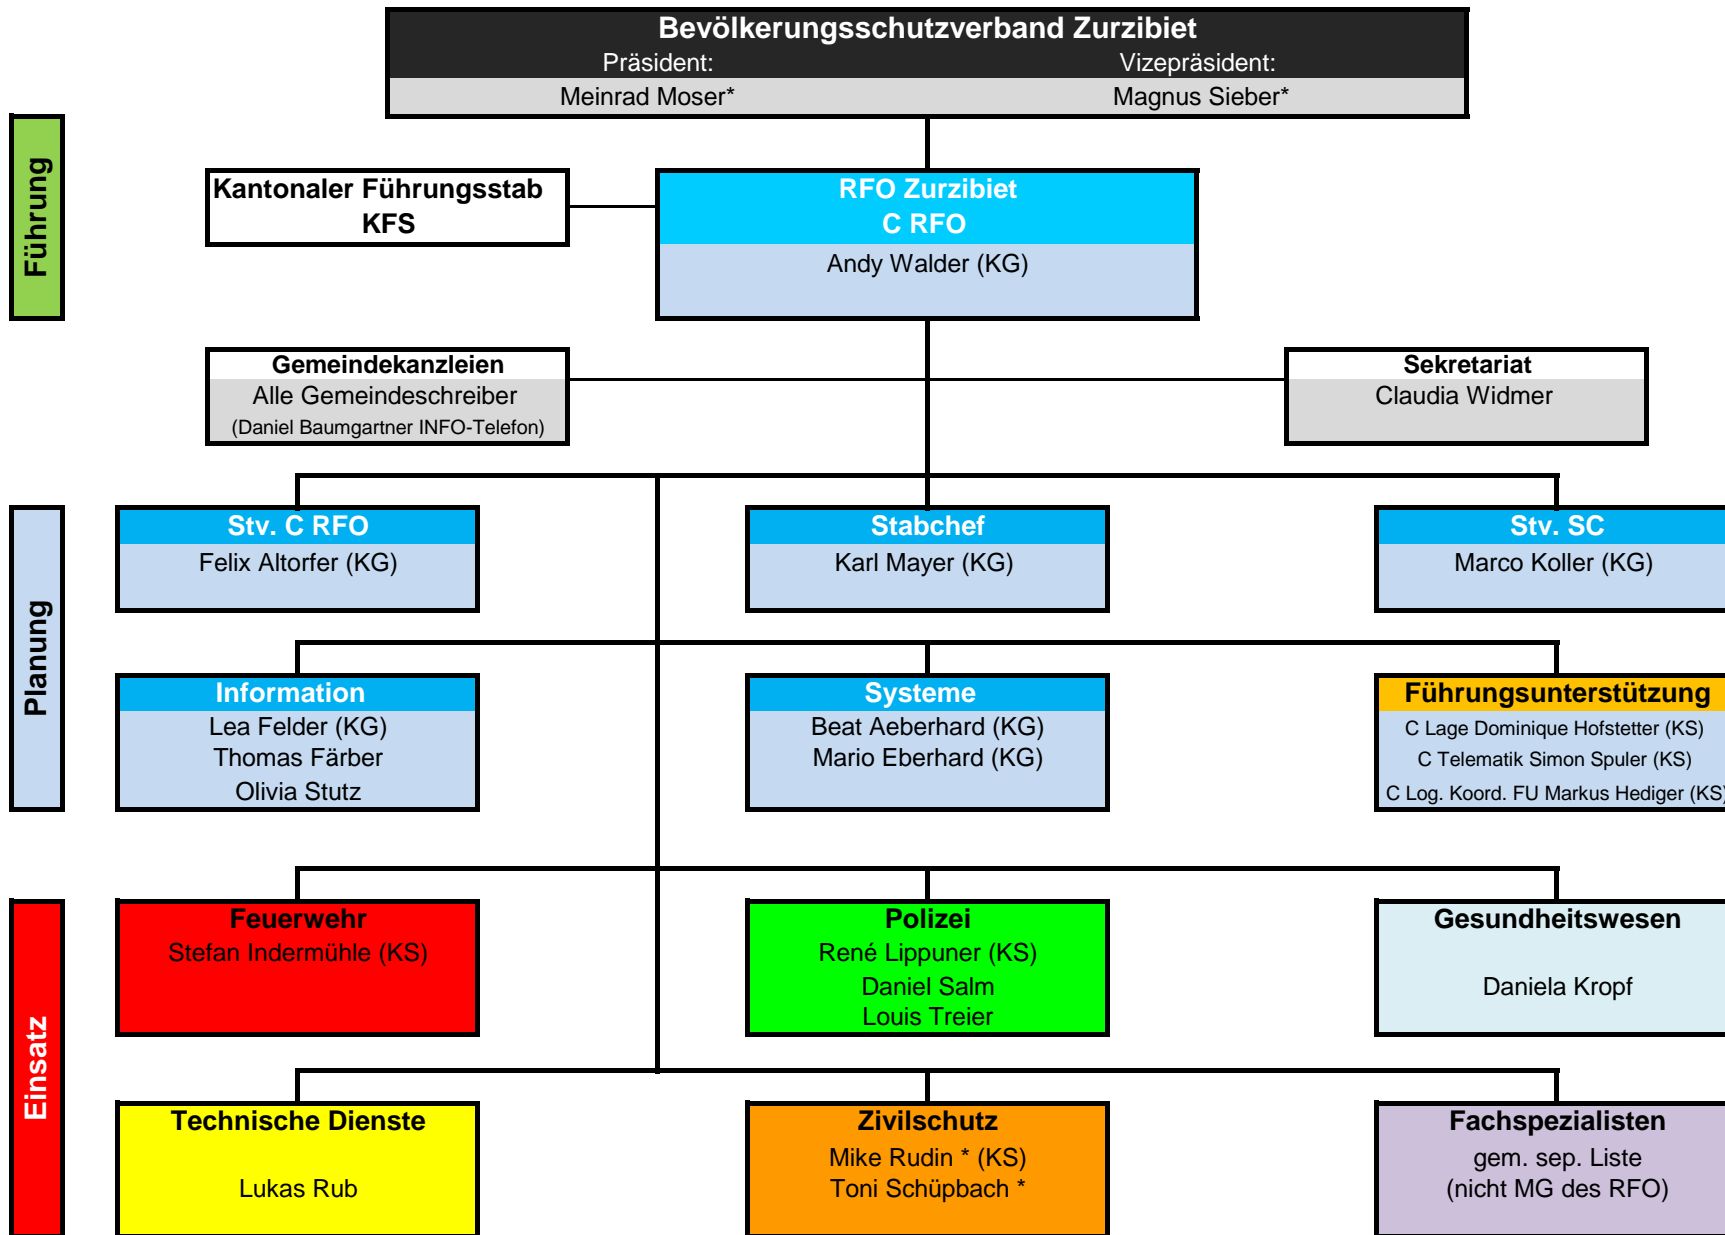 Bevölkerungsschutzverband Zurzibiet
Präsident: Vizepräsident:
Meinrad Moser* Magnus Sieber*
Führung
Kantonaler Führungsstab
KFS
RFO Zurzibiet
C RFO
Andy Walder (KG)
Gemeindekanzleien
Alle Gemeindeschreiber
(Daniel Baumgartner INFO-Telefon)
Sekretariat
Claudia Widmer
Planung
Stv. C RFO
Felix Altorfer (KG)
Stabchef
Karl Mayer (KG)
Stv. SC
Marco Koller (KG)
Information
Lea Felder (KG)
Thomas Färber
Olivia Stutz
Systeme
Beat Aeberhard (KG)
Mario Eberhard (KG)
Führungsunterstützung
C Lage Dominique Hofstetter (KS)
C Telematik Simon Spuler (KS)
C Log. Koord. FU Markus Hediger (KS)
Einsatz
Feuerwehr
Stefan Indermühle (KS)
Polizei
René Lippuner (KS)
Daniel Salm
Louis Treier
Gesundheitswesen
Daniela Kropf
Technische Dienste
Lukas Rub
Zivilschutz
Mike Rudin * (KS)
Toni Schüpbach *
Fachspezialisten
gem. sep. Liste
(nicht MG des RFO)